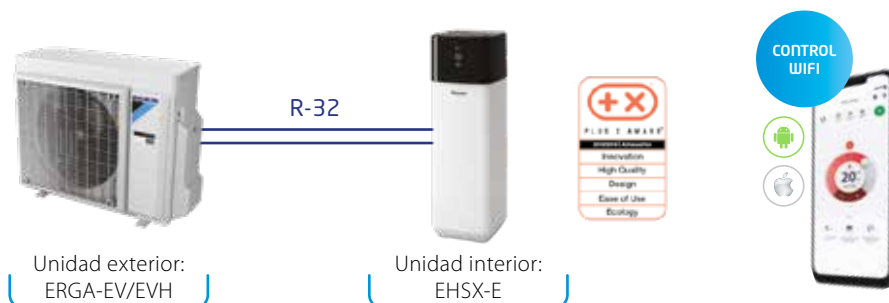 CONTROL
WIFI
R-32
PLUS X AWARD
Innovation
High Quality
Design
Ease of Use
Ecology
20
Unidad exterior:
ERGA-EV/EVH
Unidad interior:
EHSX-E